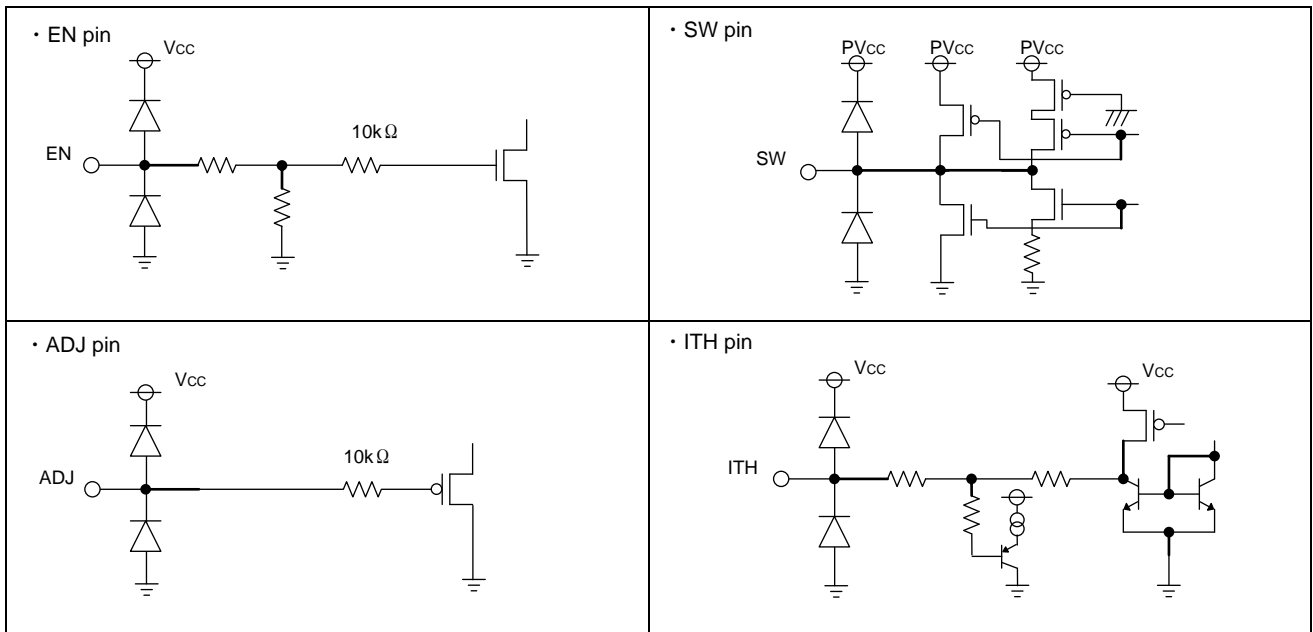 ・EN pin
Vcc
EN
10kΩ
・SW pin
PVcc PVcc PVcc
SW
・ADJ pin
Vcc
ADJ
10kΩ
・ITH pin
Vcc
Vcc
ITH